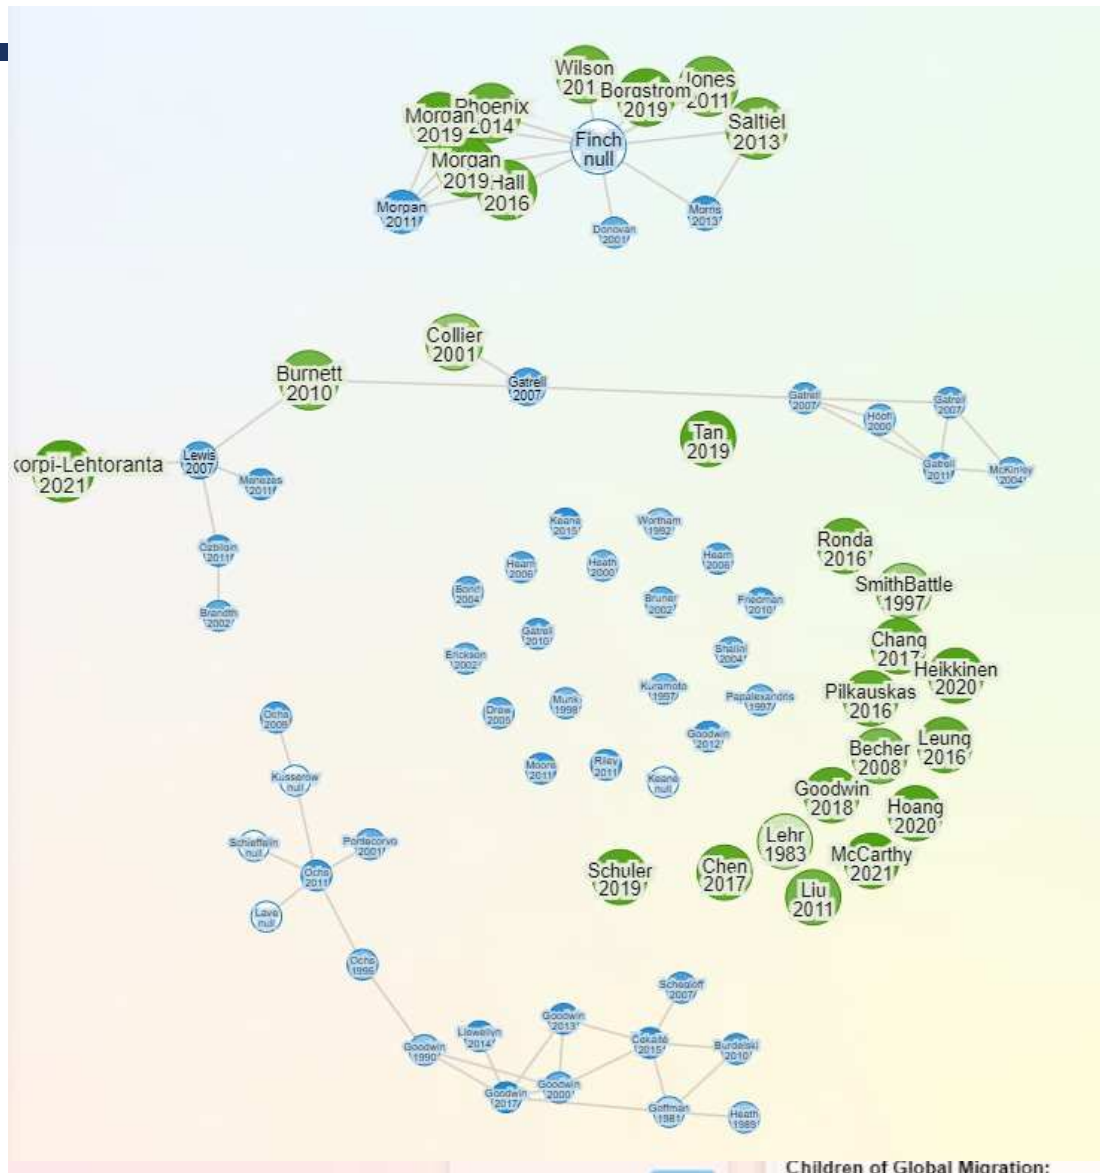 Wilson
201
Borgstrom
2019
Jones
2011
Phoenix
2014
Morgan
2019
Saltiel
2013
Finch
null
Morgan
2019
Hall
2016
Morgan
2011
Morris
2013
Donovan
2001
Collier
2001
Burnett
2010
Gatrell
2007
Gatrell
2007
Gatrell
2007
Höpfl
2000
Tan
2019
korpi-Lehtoranta
2021
Lewis
2007
Gatrell
2011
McKinley
2004
Menezes
2011
Keane
2015
Wortham
1992
Ronda
2016
Özbilgin
2011
Hearn
2006
Heath
2000
Hearn
2006
SmithBattle
1997
Bond
2004
Bruner
2002
Friedman
2010
Brandth
2002
Gatrell
2010
Chang
2017
Erickson
2002
2004
Heikkinen
2020
Kuramoto
1997
Papalexandris
1997
Pilkauskas
2016
Drew
2005
Munk
1998
Ochs
2009
Goodwin
2012
Becher
2008
Leung
2016
Moore
2011
Riley
2011
Keane
null
Kusserow
null
Goodwin
2018
Hoang
2020
Schieffelin
null
Pontecorvo
2001
Lehr
1983
McCarthy
2021
Ochs
2011
Schuler
2019
Chen
2017
Liu
2011
Lave
null
Ochs
1996
Schegloff
2007
Goodwin
2013
Llewellyn
2014
Goodwin
1990
Cekaite
2015
Burdelski
2010
Goodwin
2017
Goodwin
2000
Goffman
1981
Heath
1989
Children of Global Migration: